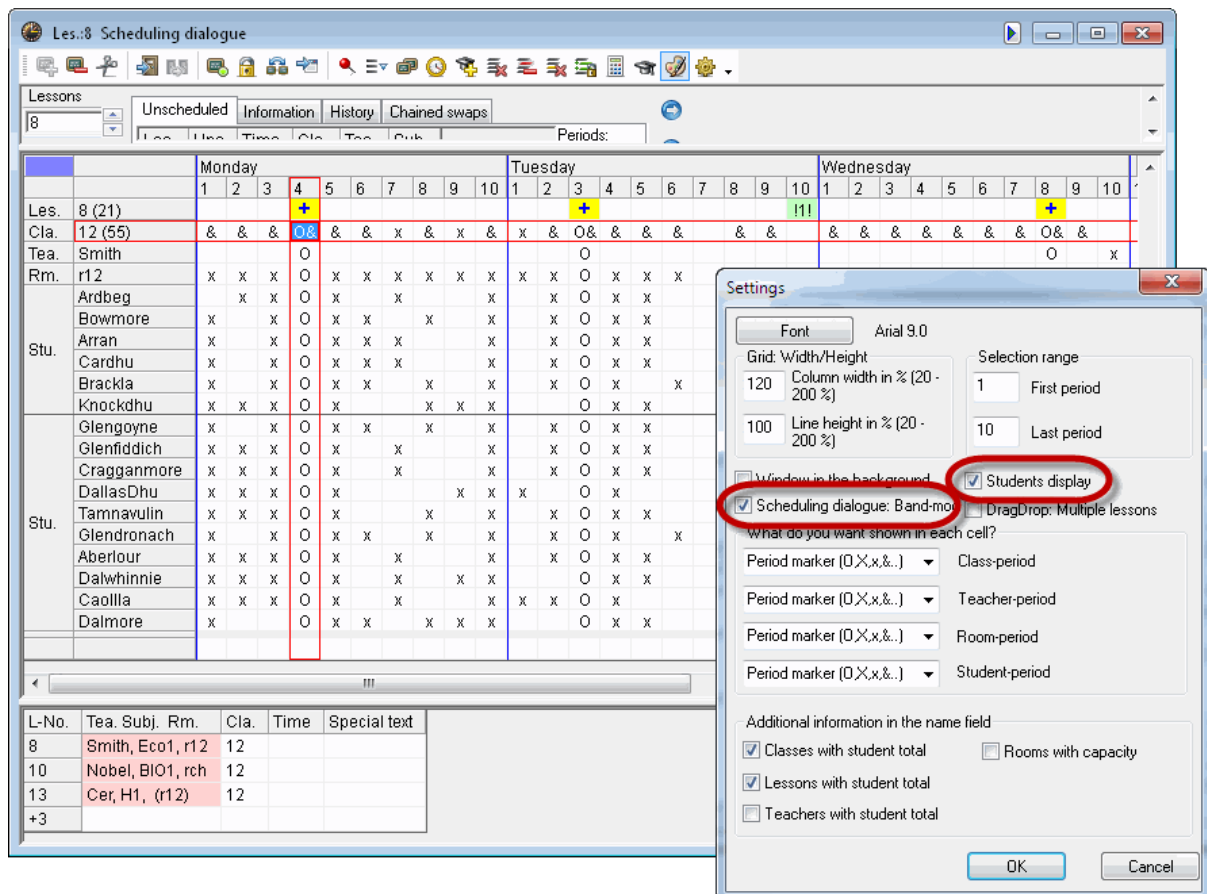 Les.:8 Scheduling dialogue
Lessons
8
Unscheduled Information History Chained swaps
Periods:
Monday Tuesday Wednesday
1 2 3 4 5 6 7 8 9 10 1 2 3 4 5 6 7 8 9 10 1 2 3 4 5 6 7 8 9 10
Les. 8 (21) + + !1! +
Cla. 12 (55) & & & O& & & x & x & x & O& & & & & & & & & & & & & O& &
Tea. Smith O O O x
Rm. r12 x x x O x x x x x x x x O x x x
Stu.
Ardbeg x x O x x x x O x x
Bowmore x x O x x x x x O x x
Arran x x O x x x x x O x x
Cardhu x x O x x x x x O x x
Brackla x x O x x x x x O x x x
Knockdhu x x x O x x x x O x x
Stu.
Glengoyne x x O x x x x x O x x
Glenfiddich x x x O x x x x O x x
Cragganmore x x x O x x x x O x x
DallasDhu x x x O x x x x O x
Tamnavulin x x x O x x x x O x x
Glendronach x x O x x x x x O x x x
Aberlour x x x O x x x x O x x
Dalwhinnie x x x O x x x x O x x
Caollla x x x O x x x x x O x
Dalmore x O x x x x x O x x
L-No. Tea. Subj. Rm. Cla. Time Special text
8 Smith, Eco1, r12 12
10 Nobel, BIO1, rch 12
13 Cer, H1, (r12) 12
+3
Settings
Font Arial 9.0
Grid: Width/Height
120 Column width in % (20 -
200 %)
100 Line height in % (20 -
200 %)
Selection range
1 First period
10 Last period
Window in the background
Students display
Scheduling dialogue: Band-mod
DragDrop: Multiple lessons
What do you want shown in each cell?
Period marker (O,X,x,&..) Class-period
Period marker (O,X,x,&..) Teacher-period
Period marker (O,X,x,&..) Room-period
Period marker (O,X,x,&..) Student-period
Additional information in the name field
Classes with student total
Rooms with capacity
Lessons with student total
Teachers with student total
OK Cancel